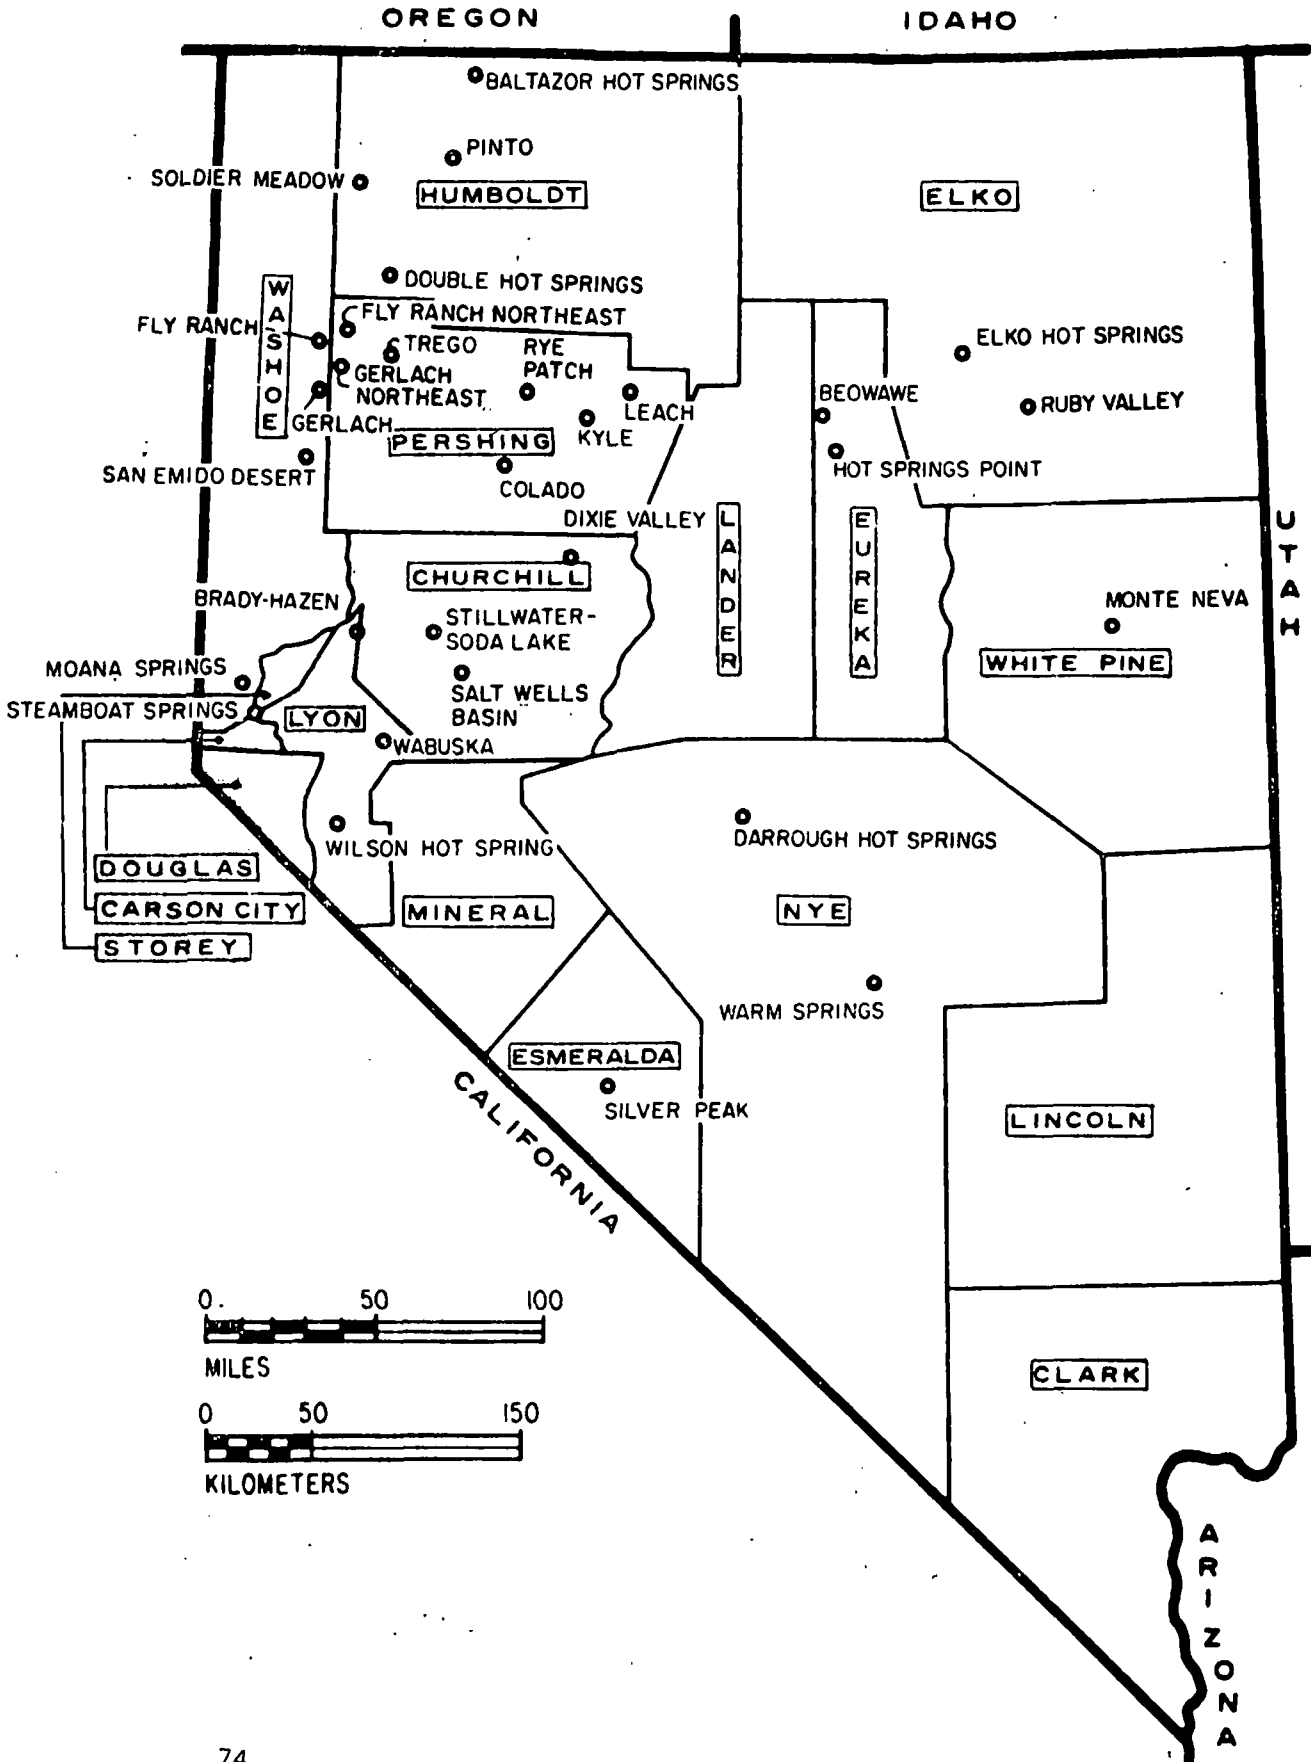 OREGON
IDAHO
BALTAZOR HOT SPRINGS
PINTO
SOLDIER MEADOW
HUMBOLDT
ELKO
DOUBLE HOT SPRINGS
WASHOE
FLY RANCH NORTHEAST
FLY RANCH
TREGO
RYE
PATCH
ELKO HOT SPRINGS
GERLACH
NORTHEAST
BEOWAWE
LEACH
RUBY VALLEY
GERLACH
KYLE
PERSHING
SAN EMIDO DESERT
HOT SPRINGS POINT
COLADO
DIXIE VALLEY
LANDER
EUREKA
UTAH
CHURCHILL
BRADY-HAZEN
STILLWATER-
SODA LAKE
MONTE NEVA
WHITE PINE
MOANA SPRINGS
SALT WELLS
BASIN
STEAMBOAT SPRINGS
LYON
WABUSKA
DARROUGH HOT SPRINGS
WILSON HOT SPRING
DOUGLAS
CARSON CITY
MINERAL
NYE
STOREY
WARM SPRINGS
ESMERALDA
SILVER PEAK
CALIFORNIA
LINCOLN
0. 50 100
MILES
CLARK
0 50 150
KILOMETERS
ARIZONA
74